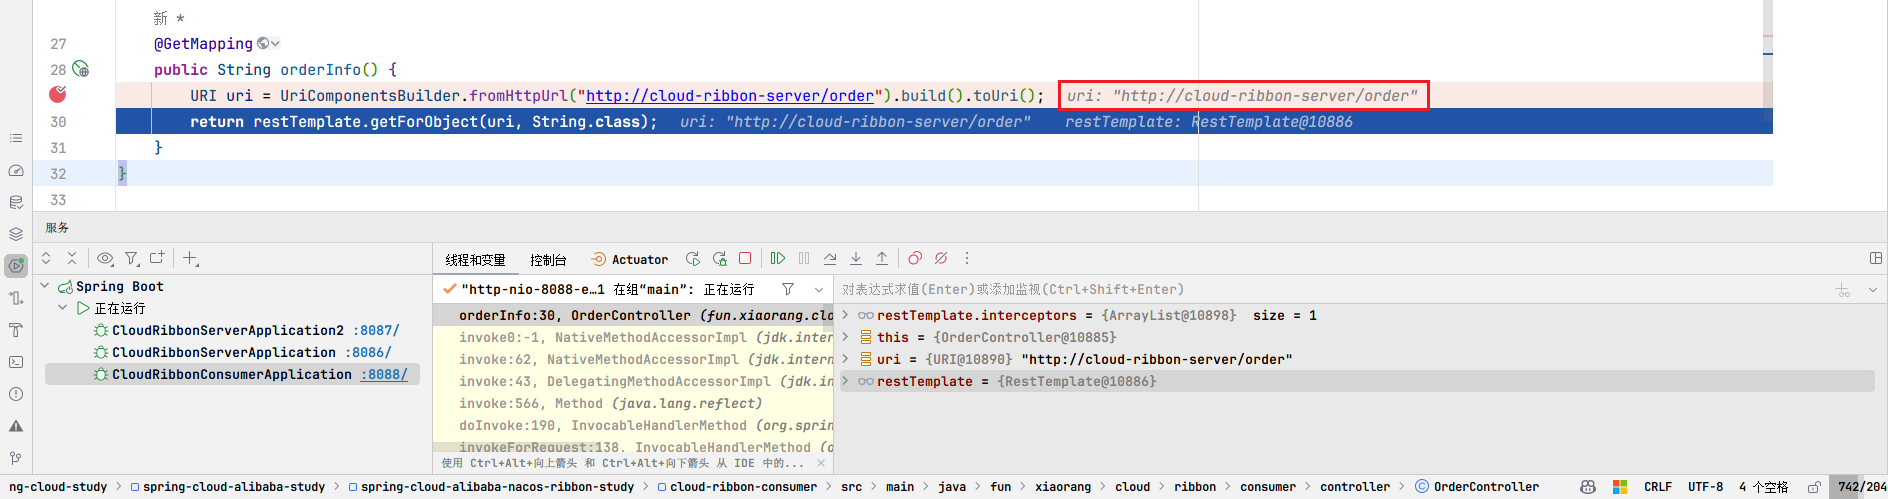 新 *
27 @GetMapping
28 public String orderInfo() {
URI uri = UriComponentsBuilder.fromHttpUrl("http://cloud-ribbon-server/order").build().toUri(); uri: "http://cloud-ribbon-server/order"
30 return restTemplate.getForObject(uri, String.class); uri: "http://cloud-ribbon-server/order" restTemplate: RestTemplate@10886
31 }
32 }
33
服务
线程和变量 控制台 Actuator
Spring Boot
正在运行
CloudRibbonServerApplication2 :8087/
CloudRibbonServerApplication :8086/
CloudRibbonConsumerApplication :8088/
"http-nio-8088-e…1 在组“main”: 正在运行
orderInfo:30, OrderController (fun.xiaorang.clo
invoke0:-1, NativeMethodAccessorImpl (jdk.inter
invoke:62, NativeMethodAccessorImpl (jdk.intern
invoke:43, DelegatingMethodAccessorImpl (jdk.in
invoke:566, Method (java.lang.reflect)
doInvoke:190, InvocableHandlerMethod (org.sprin
invokeForRequest:138, InvocableHandlerMethod (o
使用 Ctrl+Alt+向上箭头 和 Ctrl+Alt+向下箭头 从 IDE 中的...
对表达式求值(Enter)或添加监视(Ctrl+Shift+Enter)
restTemplate.interceptors = {ArrayList@10898} size = 1
this = {OrderController@10885}
uri = {URI@10890} "http://cloud-ribbon-server/order"
restTemplate = {RestTemplate@10886}
ng-cloud-study > spring-cloud-alibaba-study > spring-cloud-alibaba-nacos-ribbon-study > cloud-ribbon-consumer > src > main > java > fun > xiaorang > cloud > ribbon > consumer > controller > OrderController CRLF UTF-8 4 个空格 742/204